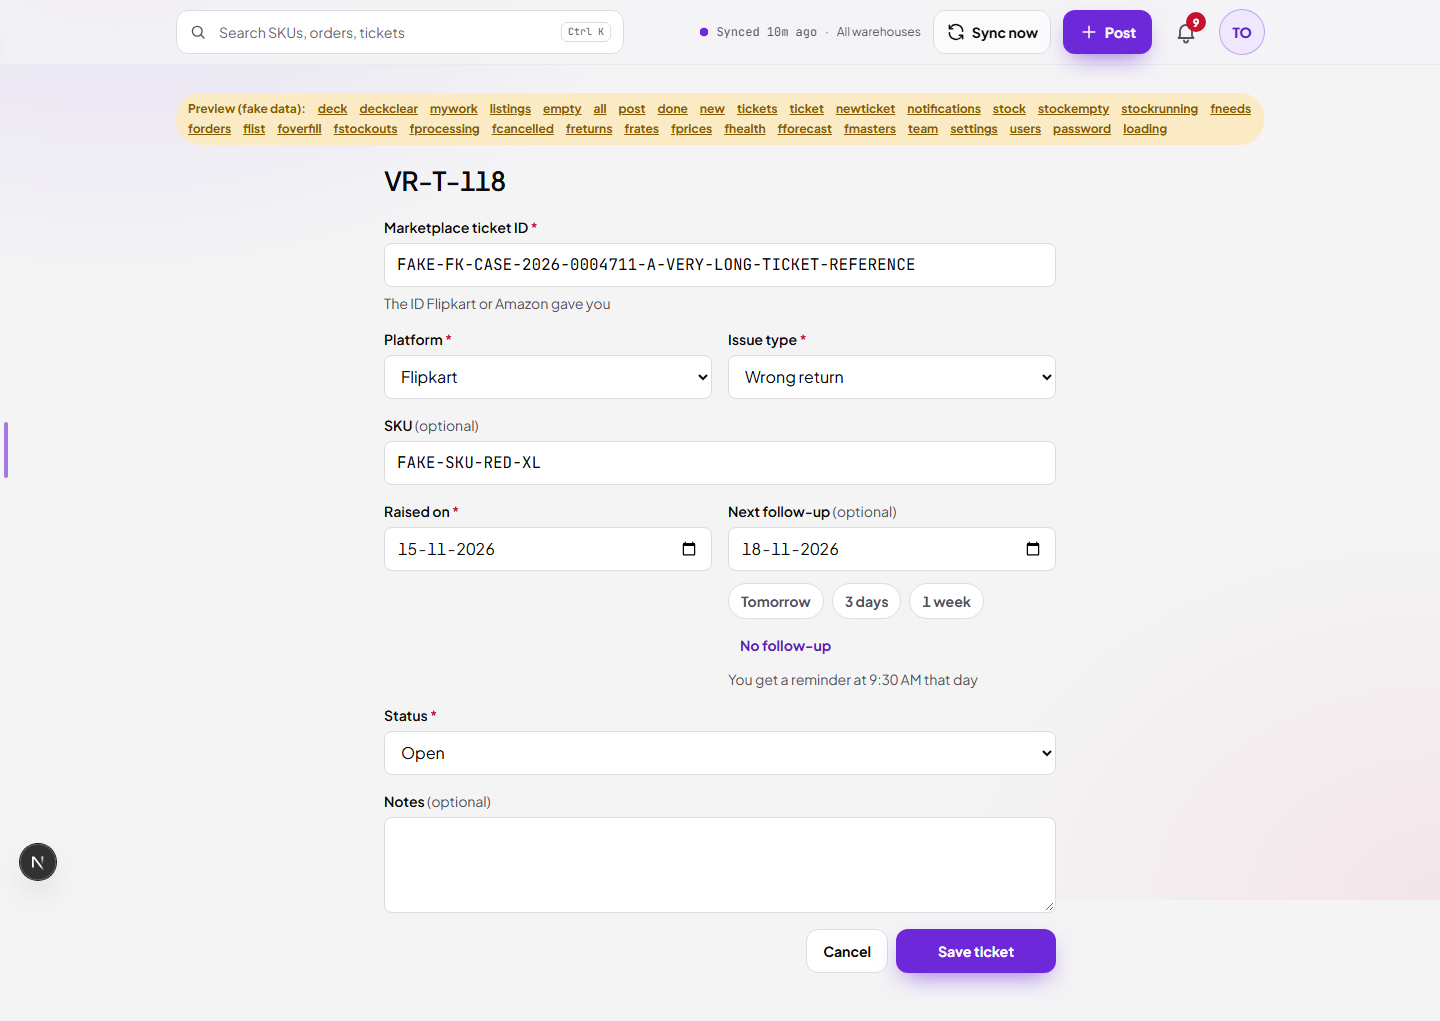 Search SKUs, orders, tickets
Ctrl K
Synced 10m ago · All warehouses
Sync now
Post
9
TO
Preview (fake data): deck deckclear mywork listings empty all post done new tickets ticket newticket notifications stock stockempty stockrunning fneeds
forders flist foverfill fstockouts fprocessing fcancelled freturns frates fprices fhealth fforecast fmasters team settings users password loading
VR-T-118
Marketplace ticket ID *
FAKE-FK-CASE-2026-0004711-A-VERY-LONG-TICKET-REFERENCE
The ID Flipkart or Amazon gave you
Platform *
Issue type *
Flipkart
Wrong return
SKU (optional)
FAKE-SKU-RED-XL
Raised on *
Next follow-up (optional)
15-11-2026
18-11-2026
Tomorrow
3 days
1 week
No follow-up
You get a reminder at 9:30 AM that day
Status *
Open
Notes (optional)
N
Cancel
Save ticket